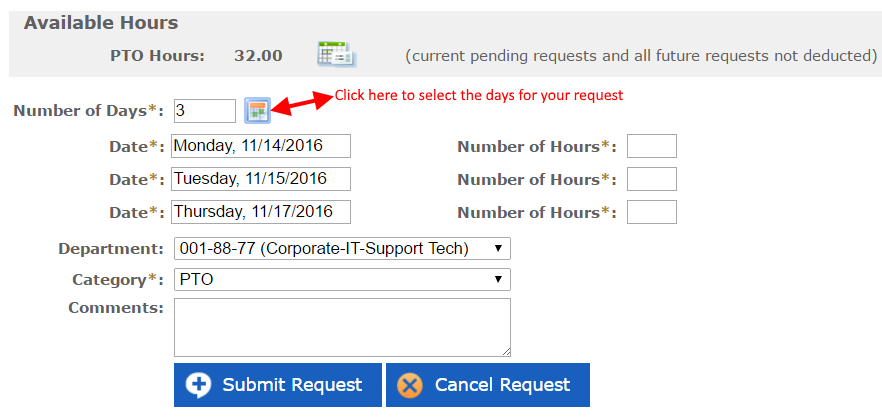 Available Hours
PTO Hours: 32.00 (current pending requests and all future requests not deducted)
Click here to select the days for your request
Number of Days*: 3
Date*: Monday, 11/14/2016 Number of Hours*:
Date*: Tuesday, 11/15/2016 Number of Hours*:
Date*: Thursday, 11/17/2016 Number of Hours*:
Department: 001-88-77 (Corporate-IT-Support Tech)
Category*: PTO
Comments:
Submit Request Cancel Request